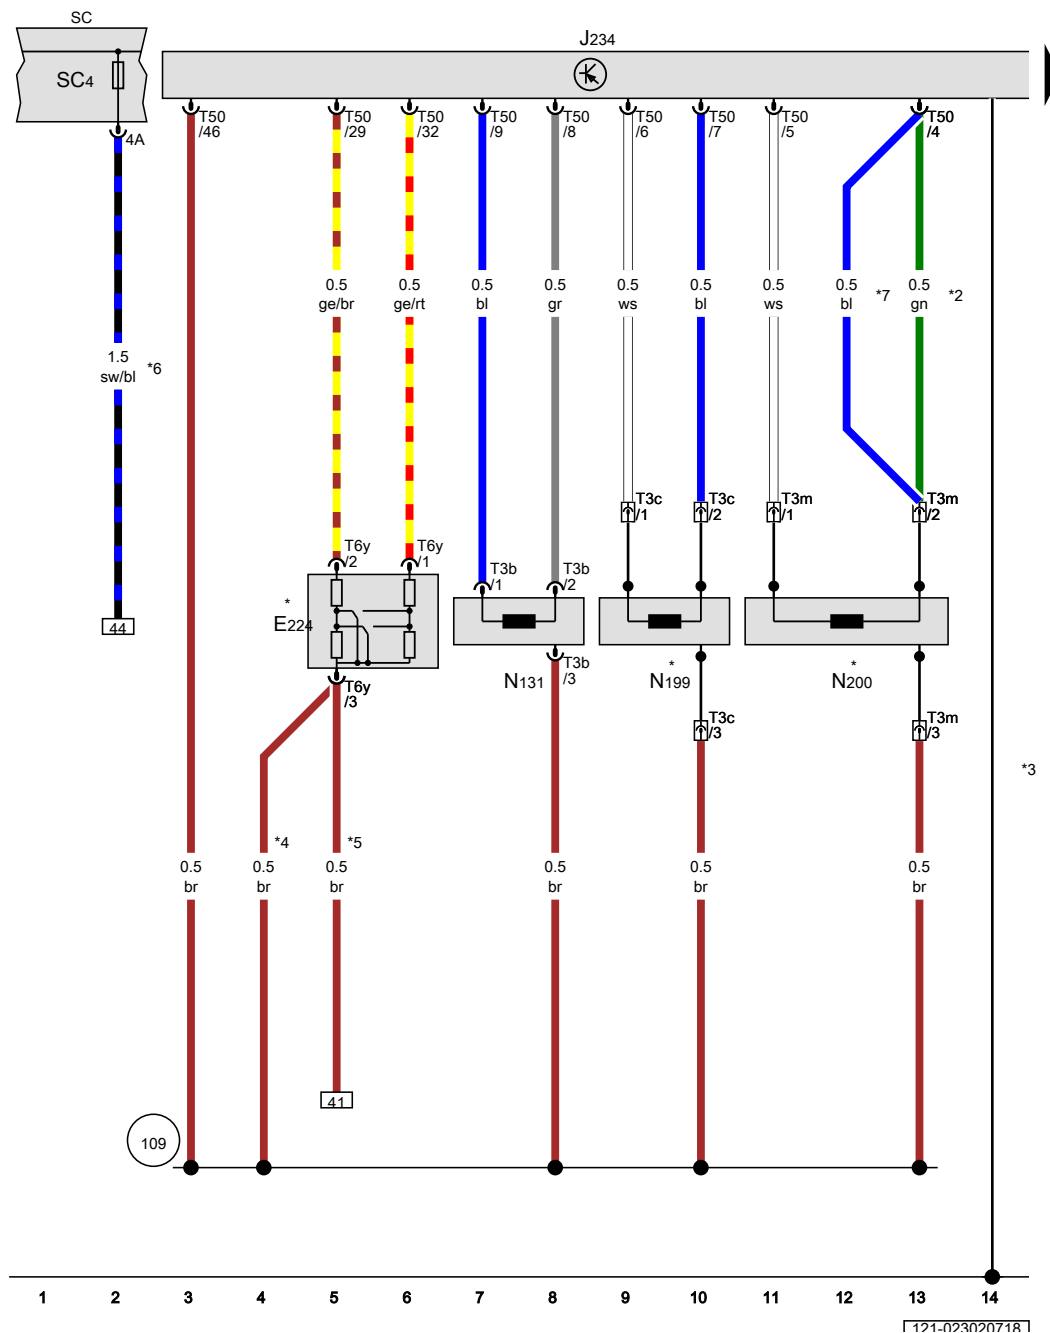 SC
J234
SC4
4A
T50
/46
T50
/29
T50
/32
T50
/9
T50
/8
T50
/6
T50
/7
T50
/5
T50
/4
0.5
ge/br
0.5
ge/rt
0.5
bl
0.5
gr
0.5
ws
0.5
bl
0.5
ws
0.5
bl
*7
0.5
gn
*2
1.5
sw/bl
*6
T3c
/1
T3c
/2
T3m
/1
T3m
/2
T6y
/2
T6y
/1
T3b
/1
T3b
/2
*
E224
44
T6y
/3
N131
T3b
/3
*
N199
*
N200
T3c
/3
T3m
/3
*3
*4
*5
0.5
br
0.5
br
0.5
br
0.5
br
0.5
br
0.5
br
41
109
1 2 3 4 5 6 7 8 9 10 11 12 13 14
121-023020718